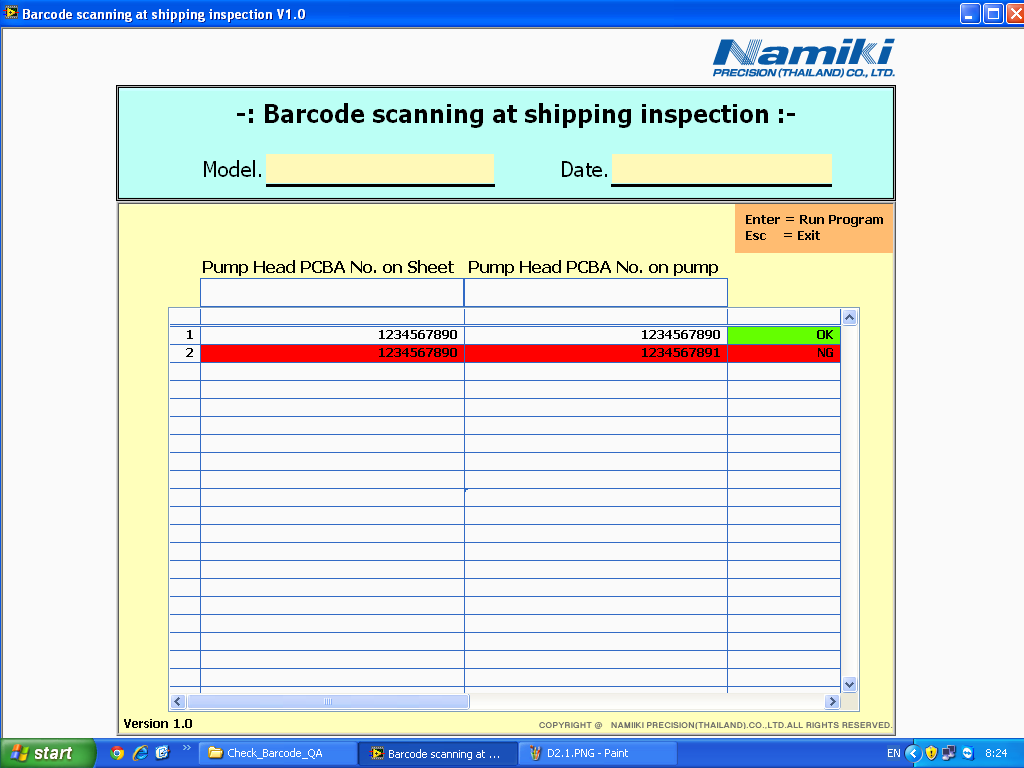 Barcode scanning at shipping inspection V1.0
Namiki
PRECISION (THAILAND) CO., LTD.
-: Barcode scanning at shipping inspection :-
Model. Date.
Enter = Run Program
Esc = Exit
Pump Head PCBA No. on Sheet Pump Head PCBA No. on pump
1 1234567890 1234567890 OK
2 1234567890 1234567891 NG
Version 1.0 COPYRIGHT @ NAMIIKI PRECISION(THAILAND).CO.,LTD.ALL RIGHTS RESERVED.
start Check_Barcode_QA Barcode scanning at ... D2.1.PNG - Paint EN 8:24